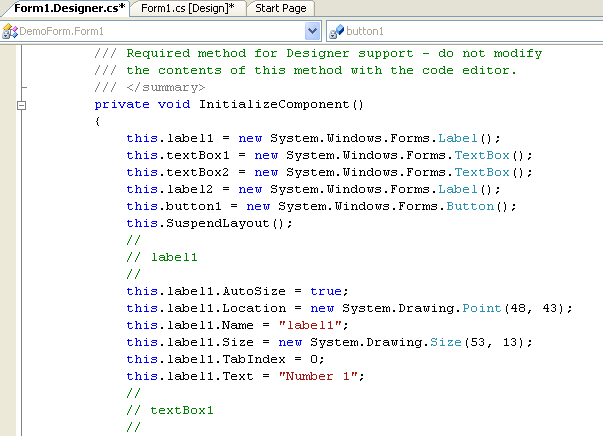 Form1.Designer.cs* Form1.cs [Design]* Start Page
DemoForm.Form1 button1
/// Required method for Designer support - do not modify
/// the contents of this method with the code editor.
/// </summary>
private void InitializeComponent()
{
this.label1 = new System.Windows.Forms.Label();
this.textBox1 = new System.Windows.Forms.TextBox();
this.textBox2 = new System.Windows.Forms.TextBox();
this.label2 = new System.Windows.Forms.Label();
this.button1 = new System.Windows.Forms.Button();
this.SuspendLayout();
//
// label1
//
this.label1.AutoSize = true;
this.label1.Location = new System.Drawing.Point(48, 43);
this.label1.Name = "label1";
this.label1.Size = new System.Drawing.Size(53, 13);
this.label1.TabIndex = 0;
this.label1.Text = "Number 1";
//
// textBox1
//